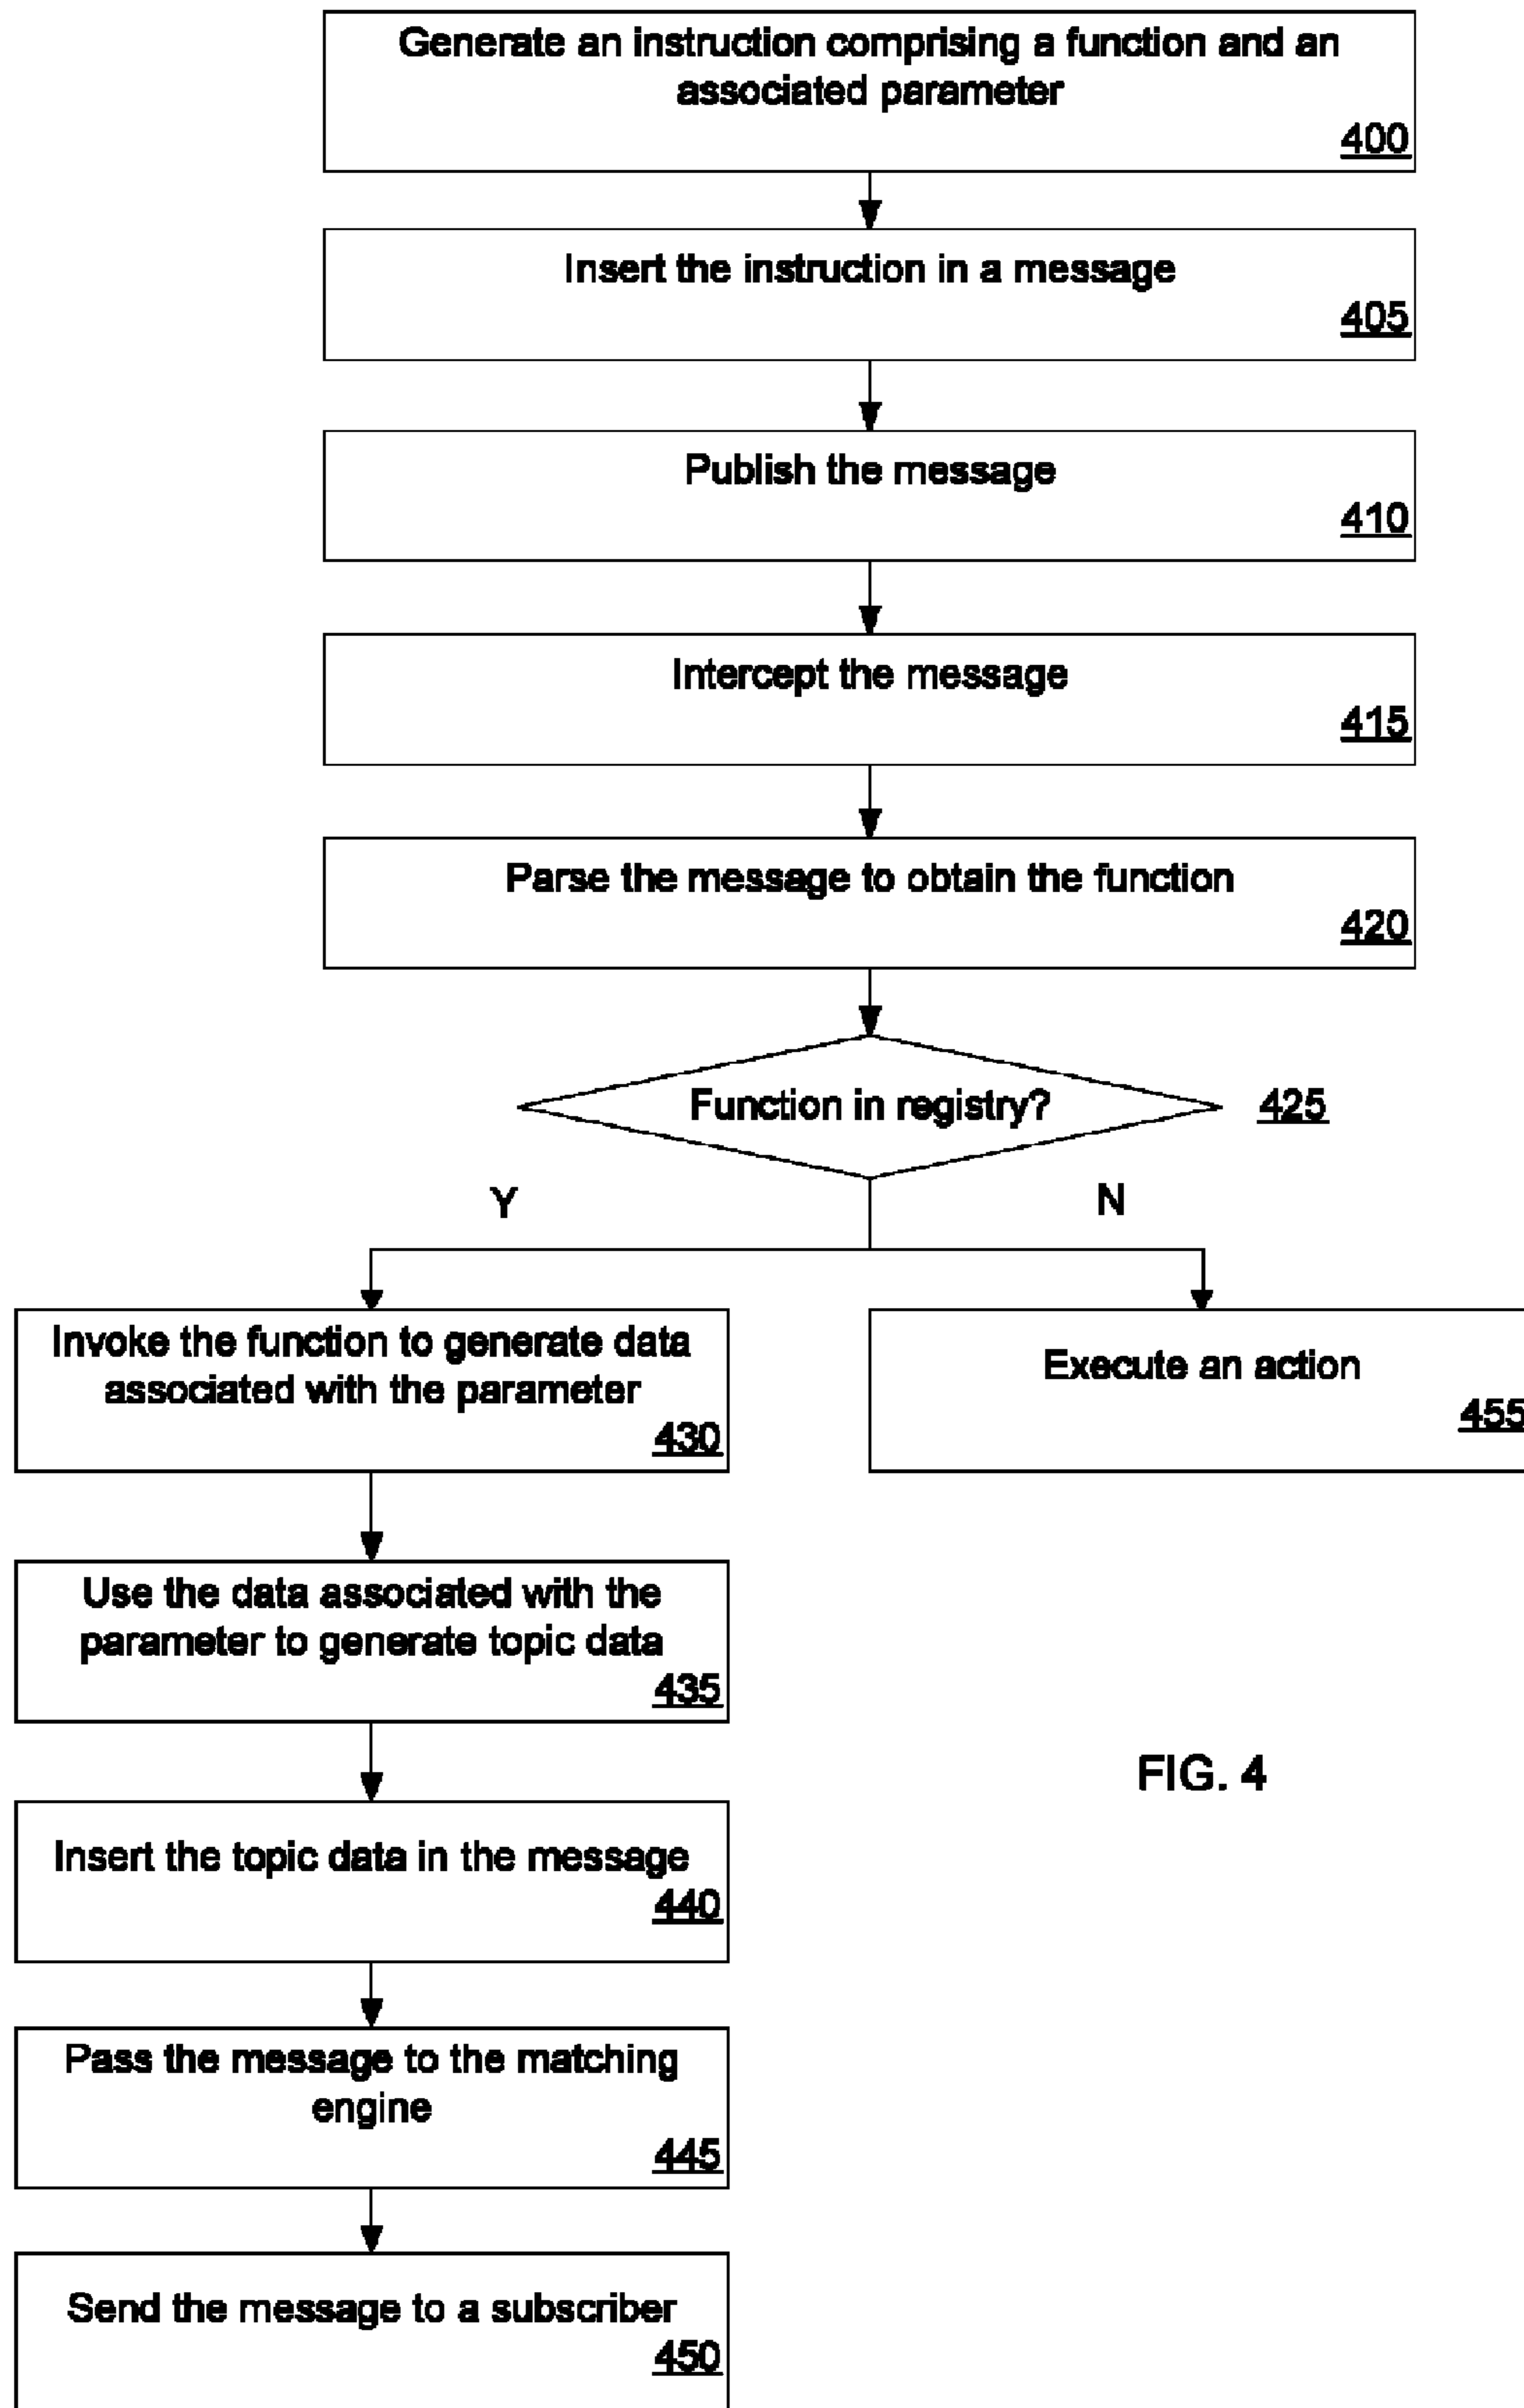 Generate an instruction comprising a function and an
associated parameter
400
Insert the instruction in a message
405
Publish the message
410
Intercept the message
415
Parse the message to obtain the function
420
Function in registry?
425
Y
N
Invoke the function to generate data
associated with the parameter
430
Execute an action
455
Use the data associated with the
parameter to generate topic data
435
FIG. 4
Insert the topic data in the message
440
Pass the message to the matching
engine
445
Send the message to a subscriber
450